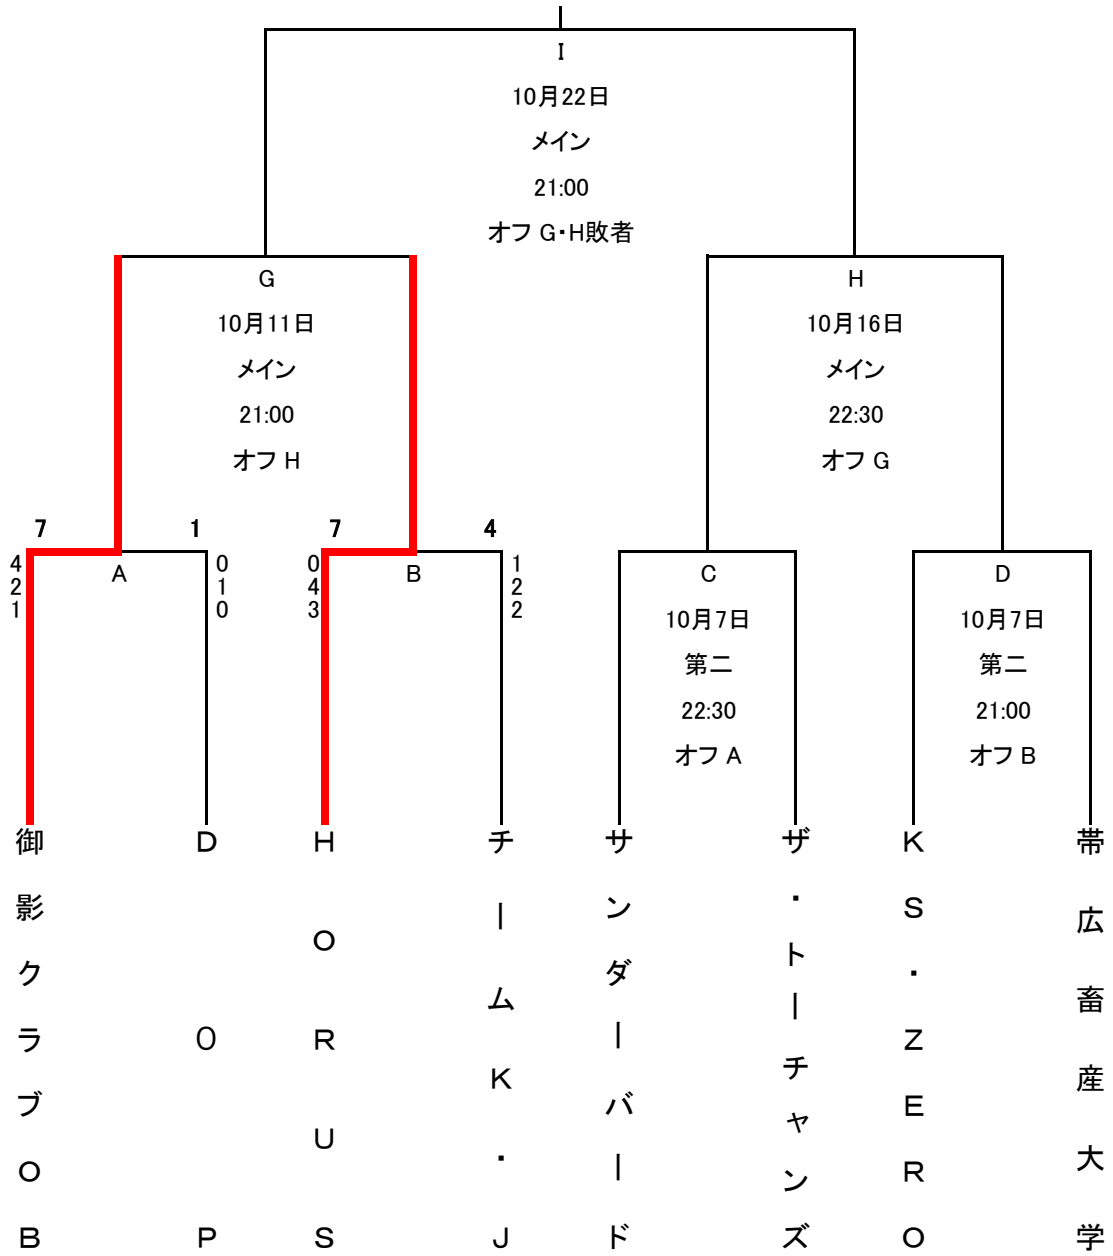 I
10月22日
メイン
21:00
オフ G・H敗者
G
10月11日
メイン
21:00
オフ H
H
10月16日
メイン
22:30
オフ G
7 1
4 0
2 1
1 0
A
7 4
0 1
4 2
3 2
B
C
10月7日
第二
22:30
オフ A
D
10月7日
第二
21:00
オフ B
御影クラブOB
D0P
HORUS
チームK・J
サンダーバード
ザ・トーチャンズ
KS・ZERO
帯広畜産大学